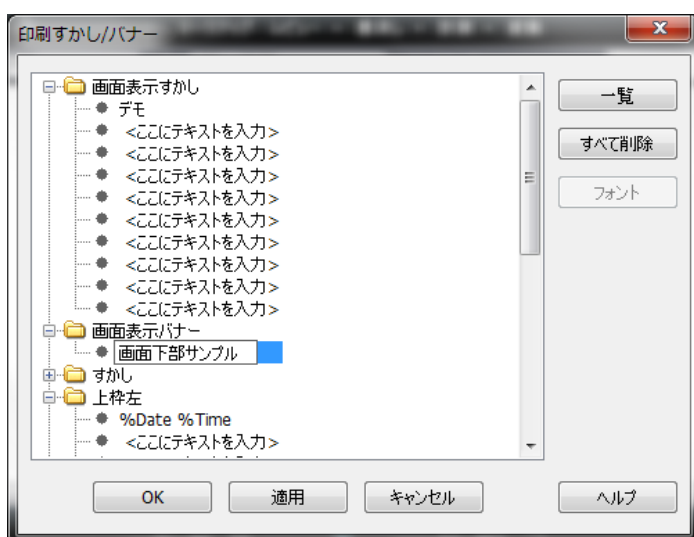 印刷すかし/バナー
画面表示すかし
デモ
<ここにテキストを入力>
<ここにテキストを入力>
<ここにテキストを入力>
<ここにテキストを入力>
<ここにテキストを入力>
<ここにテキストを入力>
<ここにテキストを入力>
<ここにテキストを入力>
<ここにテキストを入力>
画面表示バナー
画面下部サンプル
すかし
上枠左
%Date %Time
<ここにテキストを入力>
一覧
すべて削除
フォント
OK
適用
キャンセル
ヘルプ